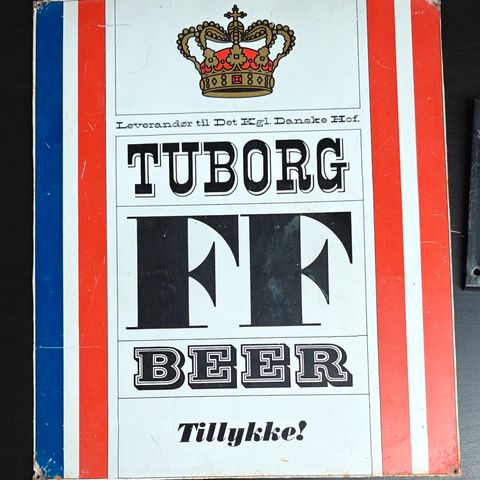 Leverandør til Det Kgl. Danske Hof.
TUBORG
FF
BEER
Tillykke!